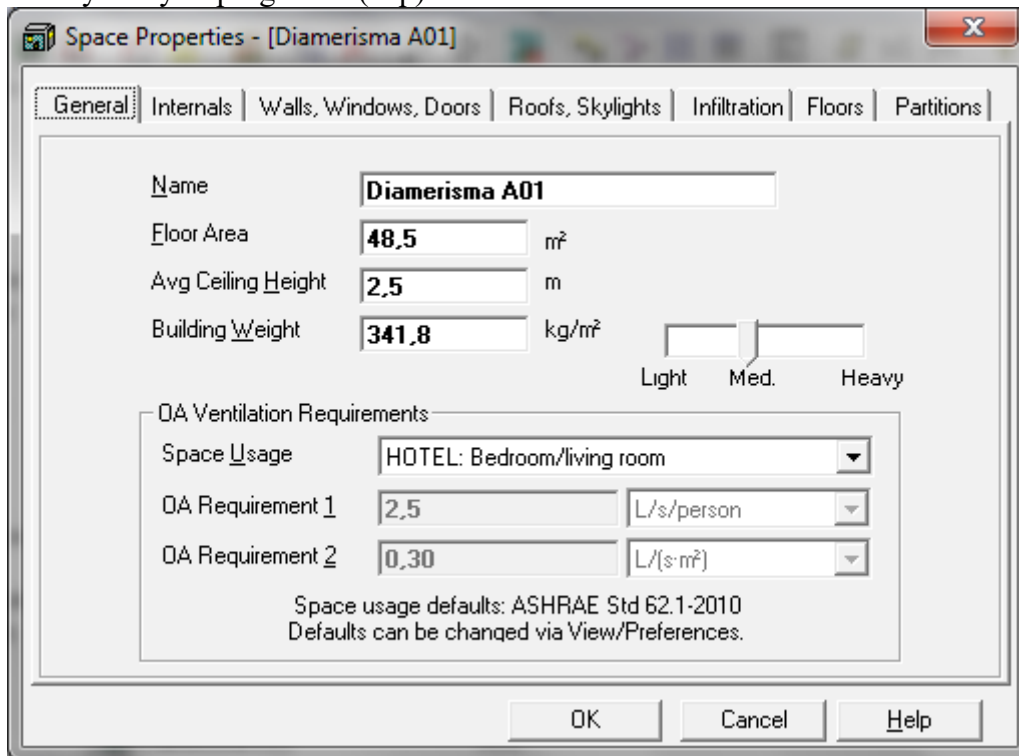 Space Properties - [Diamerisma A01]
General Internals Walls, Windows, Doors Roofs, Skylights Infiltration Floors Partitions
Name Diamerisma A01
Floor Area 48,5 m²
Avg Ceiling Height 2,5 m
Building Weight 341,8 kg/m²
Light Med. Heavy
OA Ventilation Requirements
Space Usage HOTEL: Bedroom/living room
OA Requirement 1 2,5 L/s/person
OA Requirement 2 0,30 L/(s·m²)
Space usage defaults: ASHRAE Std 62.1-2010
Defaults can be changed via View/Preferences.
OK Cancel Help